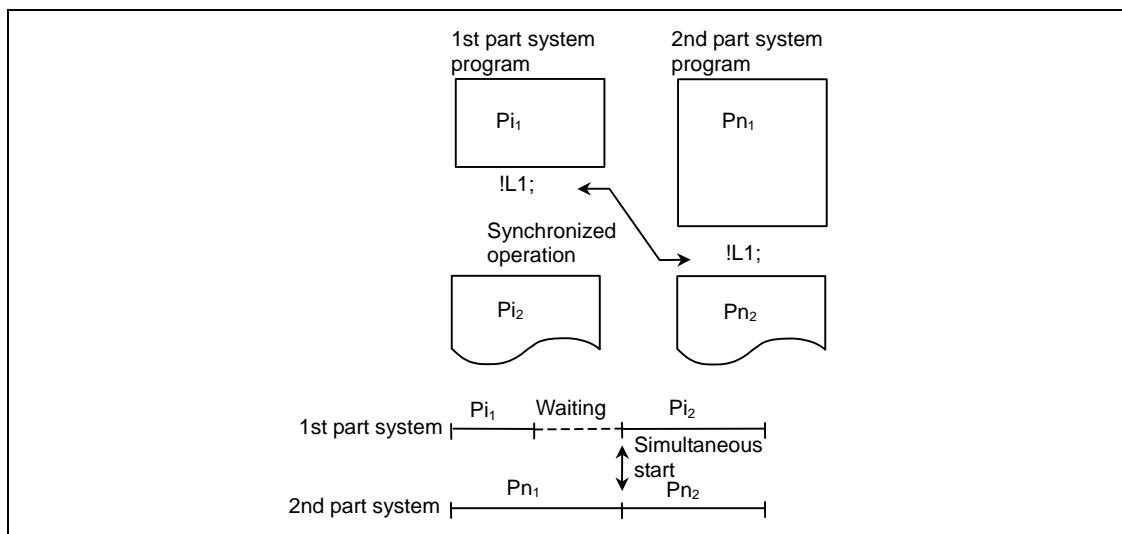 1st part system
program
2nd part system
program
Pi₁
Pn₁
!L1;
Synchronized
operation
!L1;
Pi₂
Pn₂
Pi₁
Waiting
Pi₂
1st part system
Simultaneous
start
Pn₁
Pn₂
2nd part system